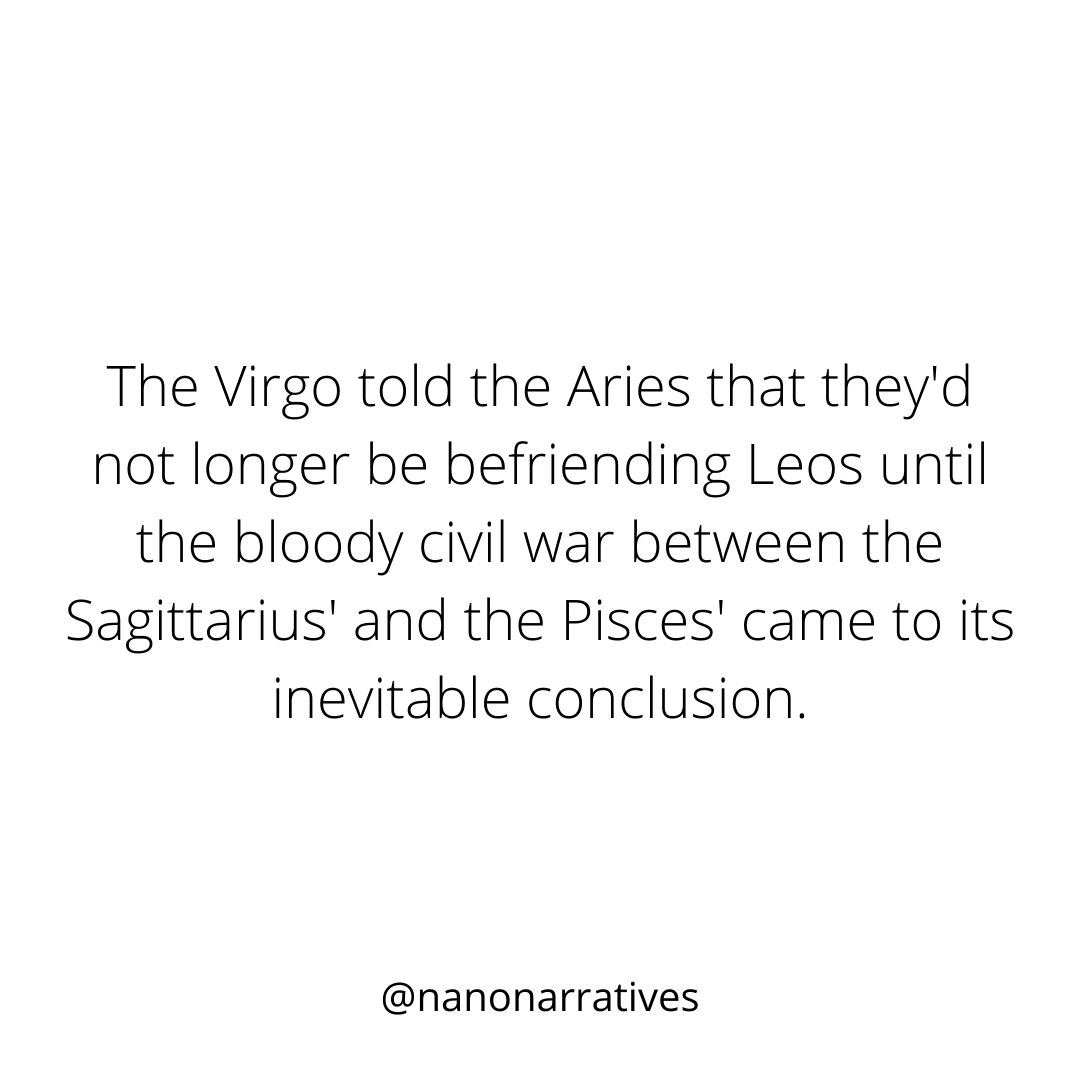 The Virgo told the Aries that they'd
not longer be befriending Leos until
the bloody civil war between the
Sagittarius' and the Pisces' came to its
inevitable conclusion.
@nanonarratives